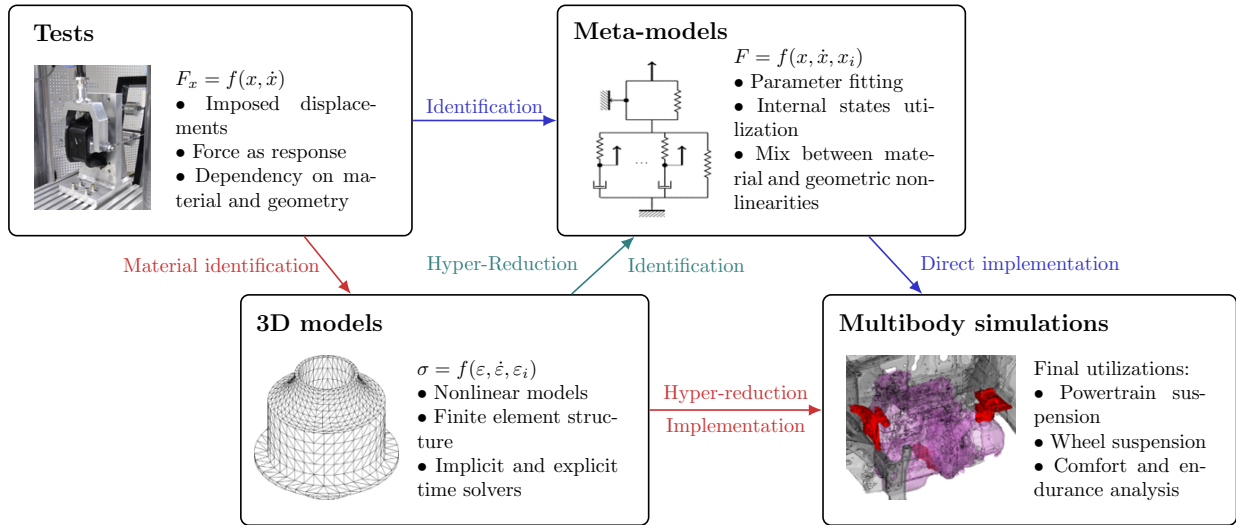 Tests
F_x = f(x, ẋ)
• Imposed displace-
ments
• Force as response
• Dependency on ma-
terial and geometry
Identification
Meta-models
F = f(x, ẋ, x_i)
• Parameter fitting
• Internal states uti-
lization
• Mix between mate-
rial and geometric non-
linearities
...
Material identification
Hyper-Reduction
Identification
Direct implementation
3D models
σ = f(ε, ε̇, ε_i)
• Nonlinear models
• Finite element struc-
ture
• Implicit and explicit
time solvers
Hyper-reduction
Implementation
Multibody simulations
Final utilizations:
• Powertrain sus-
pension
• Wheel suspension
• Comfort and en-
durance analysis